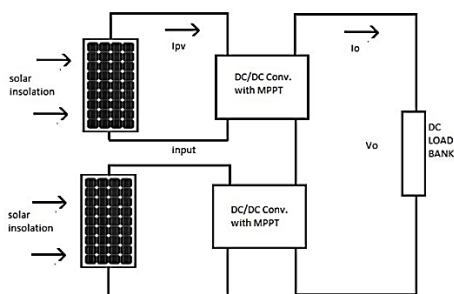 Ipv
Io
solar
insolation
DC/DC Conv.
with MPPT
input
Vo
DC
LOAD
BANK
solar
insolation
DC/DC Conv.
with MPPT